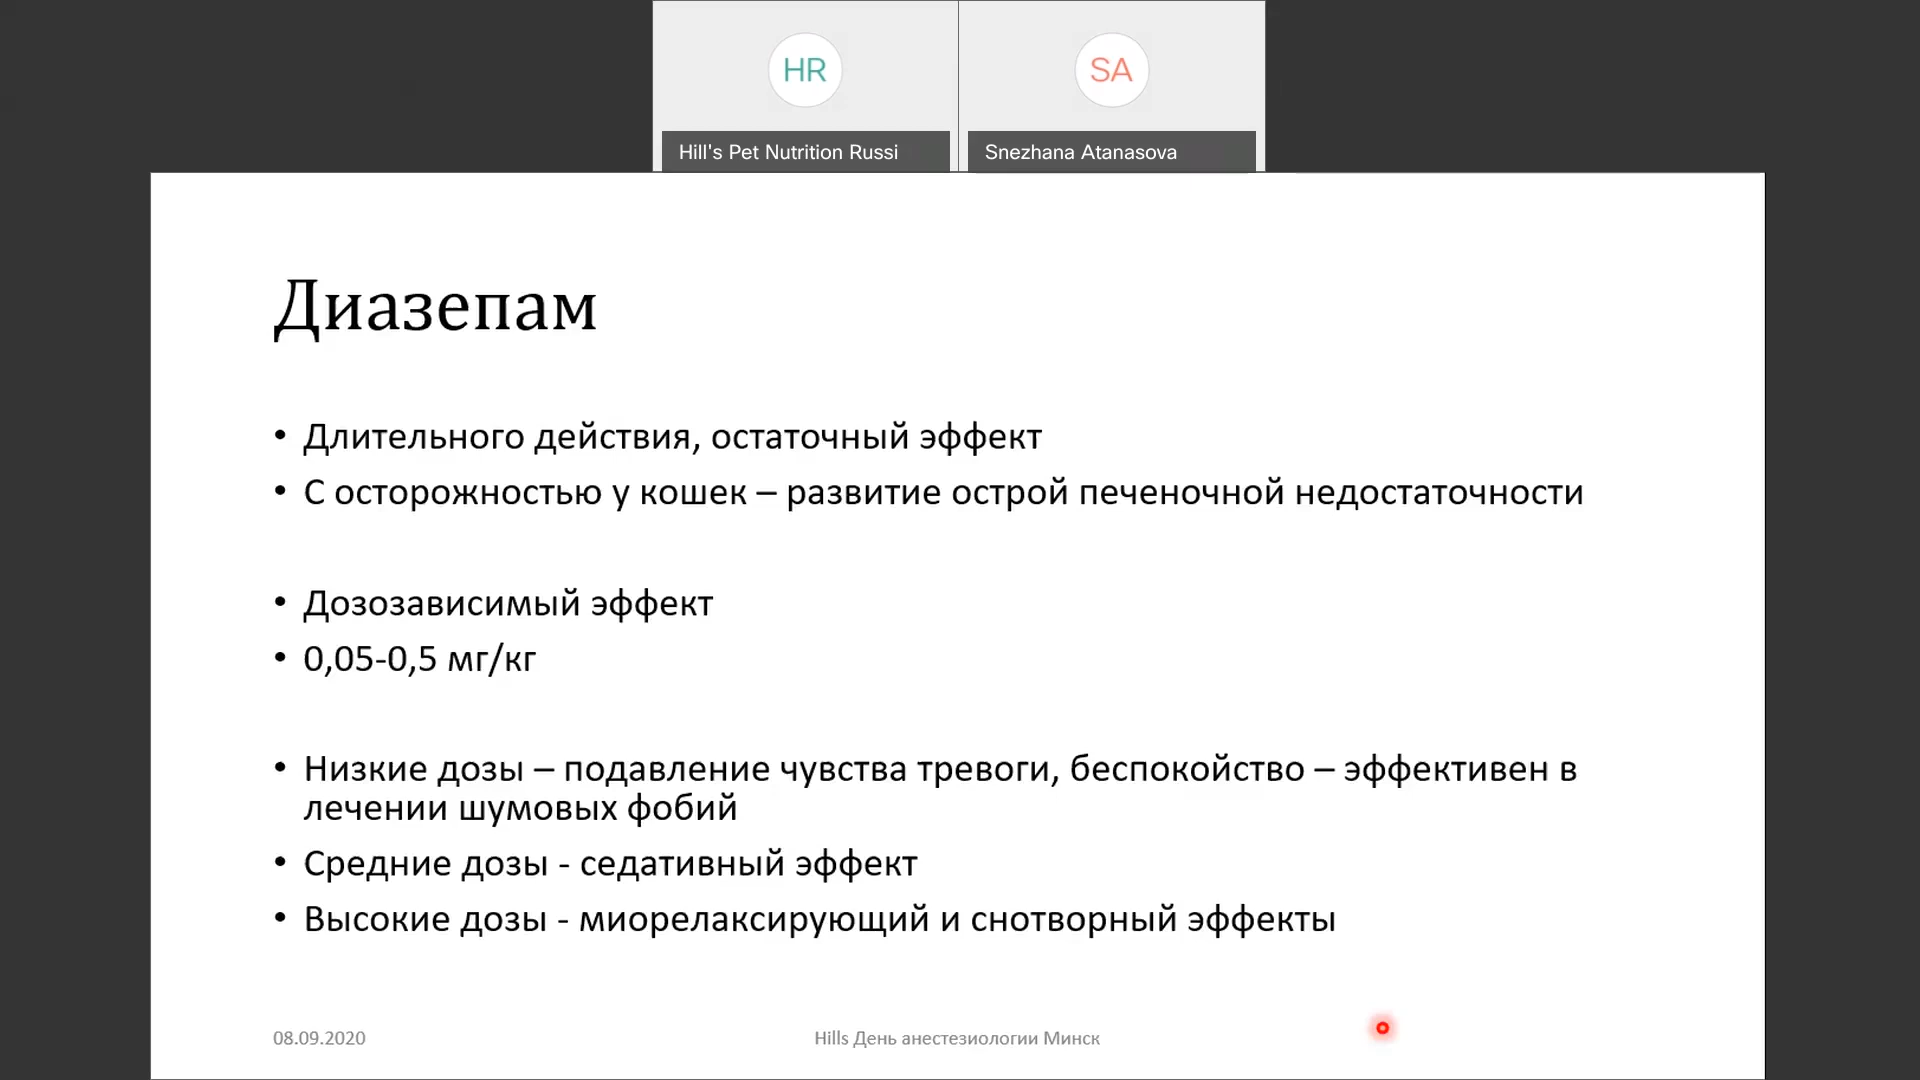 HR
SA
Hill's Pet Nutrition Russi
Snezhana Atanasova
Диазепам
• Длительного действия, остаточный эффект
• С осторожностью у кошек – развитие острой печеночной недостаточности
• Дозозависимый эффект
• 0,05-0,5 мг/кг
• Низкие дозы – подавление чувства тревоги, беспокойство – эффективен в
лечении шумовых фобий
• Средние дозы - седативный эффект
• Высокие дозы - миорелаксирующий и снотворный эффекты
08.09.2020
Hills День анестезиологии Минск